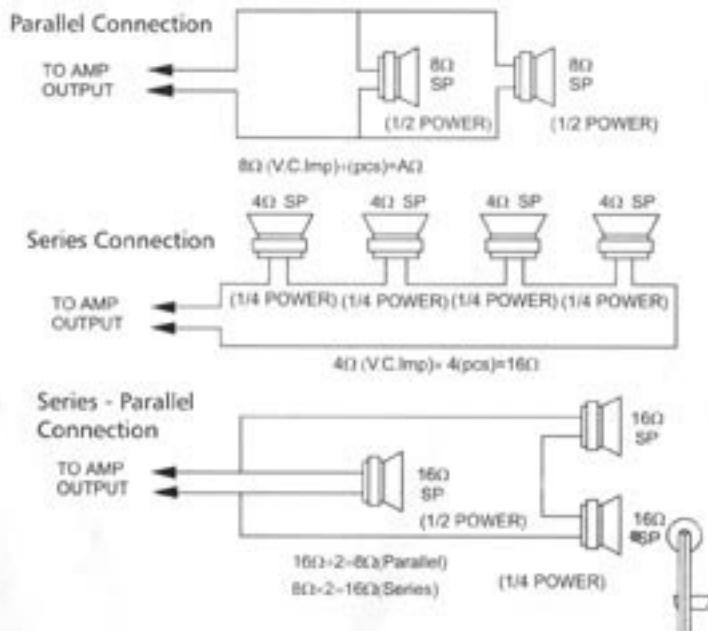 Parallel Connection
TO AMP
OUTPUT
8Ω
SP
(1/2 POWER)
8Ω
SP
(1/2 POWER)
8Ω (V.C.Imp)÷(pcs)=AΩ
Series Connection
4Ω SP 4Ω SP 4Ω SP 4Ω SP
TO AMP
OUTPUT
(1/4 POWER) (1/4 POWER) (1/4 POWER) (1/4 POWER)
4Ω (V.C.Imp)× 4(pcs)=16Ω
Series - Parallel
Connection
TO AMP
OUTPUT
16Ω
SP
16Ω
SP
(1/2 POWER)
16Ω
SP
16Ω÷2=8Ω(Parallel)
8Ω×2=16Ω(Series)
(1/4 POWER)